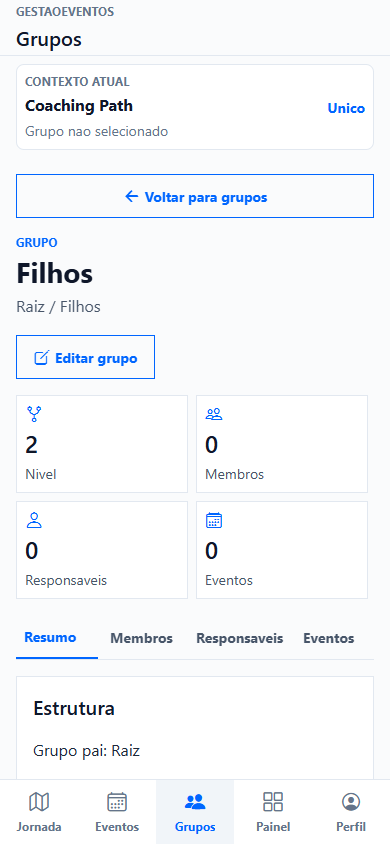 GESTAOEVENTOS
Grupos
CONTEXTO ATUAL
Coaching Path
Unico
Grupo nao selecionado
Voltar para grupos
GRUPO
Filhos
Raiz / Filhos
Editar grupo
2
Nivel
0
Membros
0
Responsaveis
0
Eventos
Resumo Membros Responsaveis Eventos
Estrutura
Grupo pai: Raiz
Jornada Eventos Grupos Painel Perfil